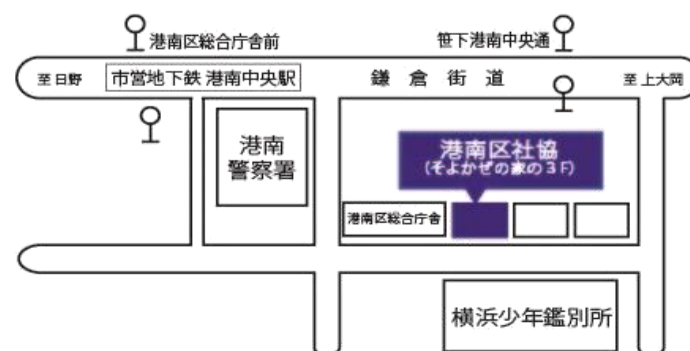 港南区総合庁舎前
笹下港南中央通
至日野
市営地下鉄 港南中央駅
鎌倉街道
至上大岡
港南
警察署
港南区社協
(そよかぜの家の3F)
港南区総合庁舎
横浜少年鑑別所